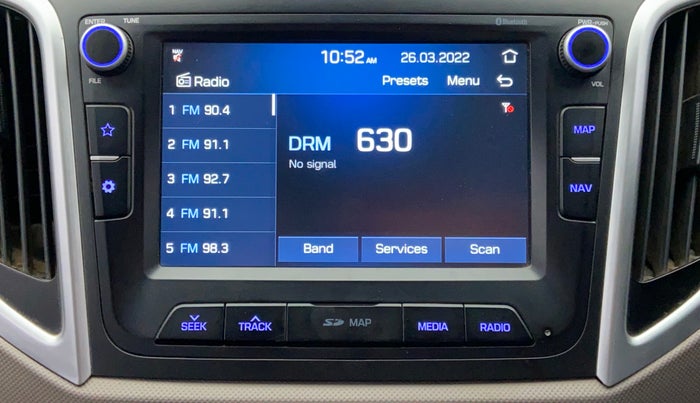 ENTER TUNE
Bluetooth
PWR-PUSH
NAV
10:52 AM 26.03.2022
Radio
Presets Menu
FILE
VOL
1 FM 90.4
2 FM 91.1
3 FM 92.7
4 FM 91.1
5 FM 98.3
DRM 630
No signal
MAP
NAV
Band Services Scan
SEEK TRACK SD MAP MEDIA RADIO